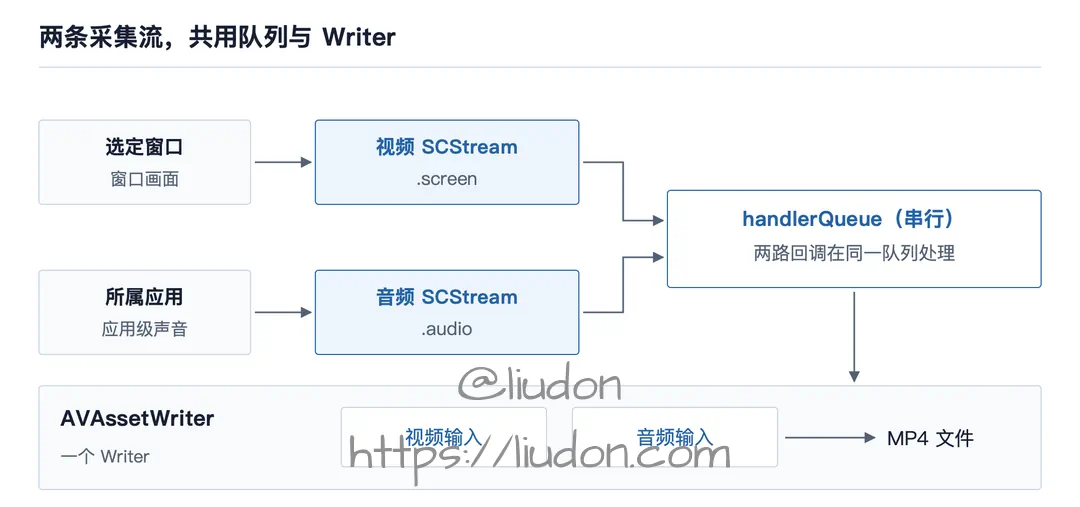 两条采集流，共用队列与 Writer
选定窗口
窗口画面
视频 SCStream
.screen
handlerQueue（串行）
两路回调在同一队列处理
所属应用
应用级声音
音频 SCStream
.audio
@liudon
AVAssetWriter
一个 Writer
视频输入
音频输入
MP4 文件
https://liudon.com